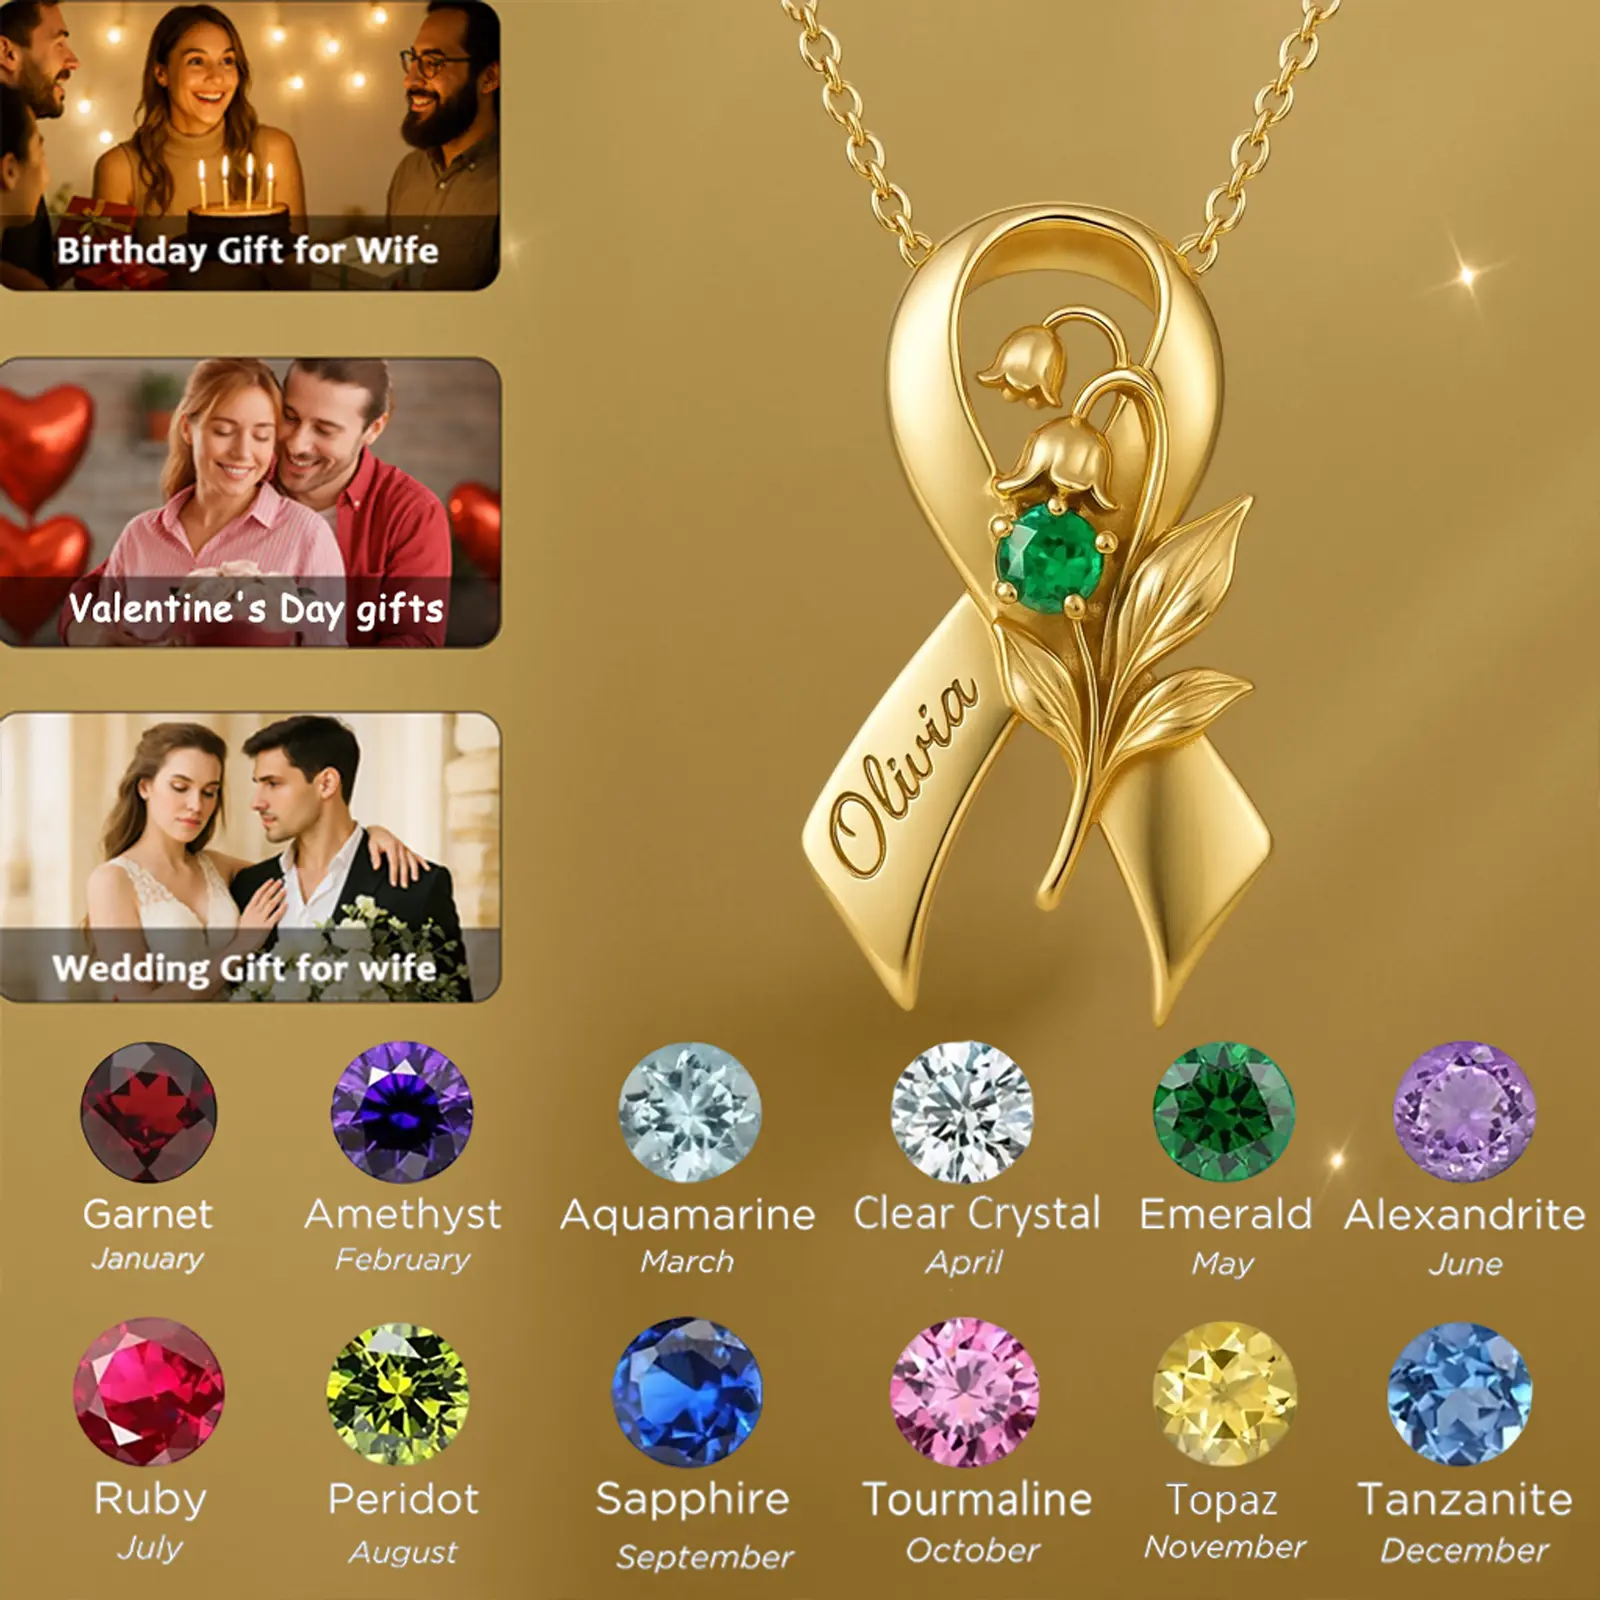 Birthday Gift for Wife
Valentine's Day gifts
Wedding Gift for wife
Olivia
Garnet
January
Amethyst
February
Aquamarine
March
Clear Crystal
April
Emerald
May
Alexandrite
June
Ruby
July
Peridot
August
Sapphire
September
Tourmaline
October
Topaz
November
Tanzanite
December